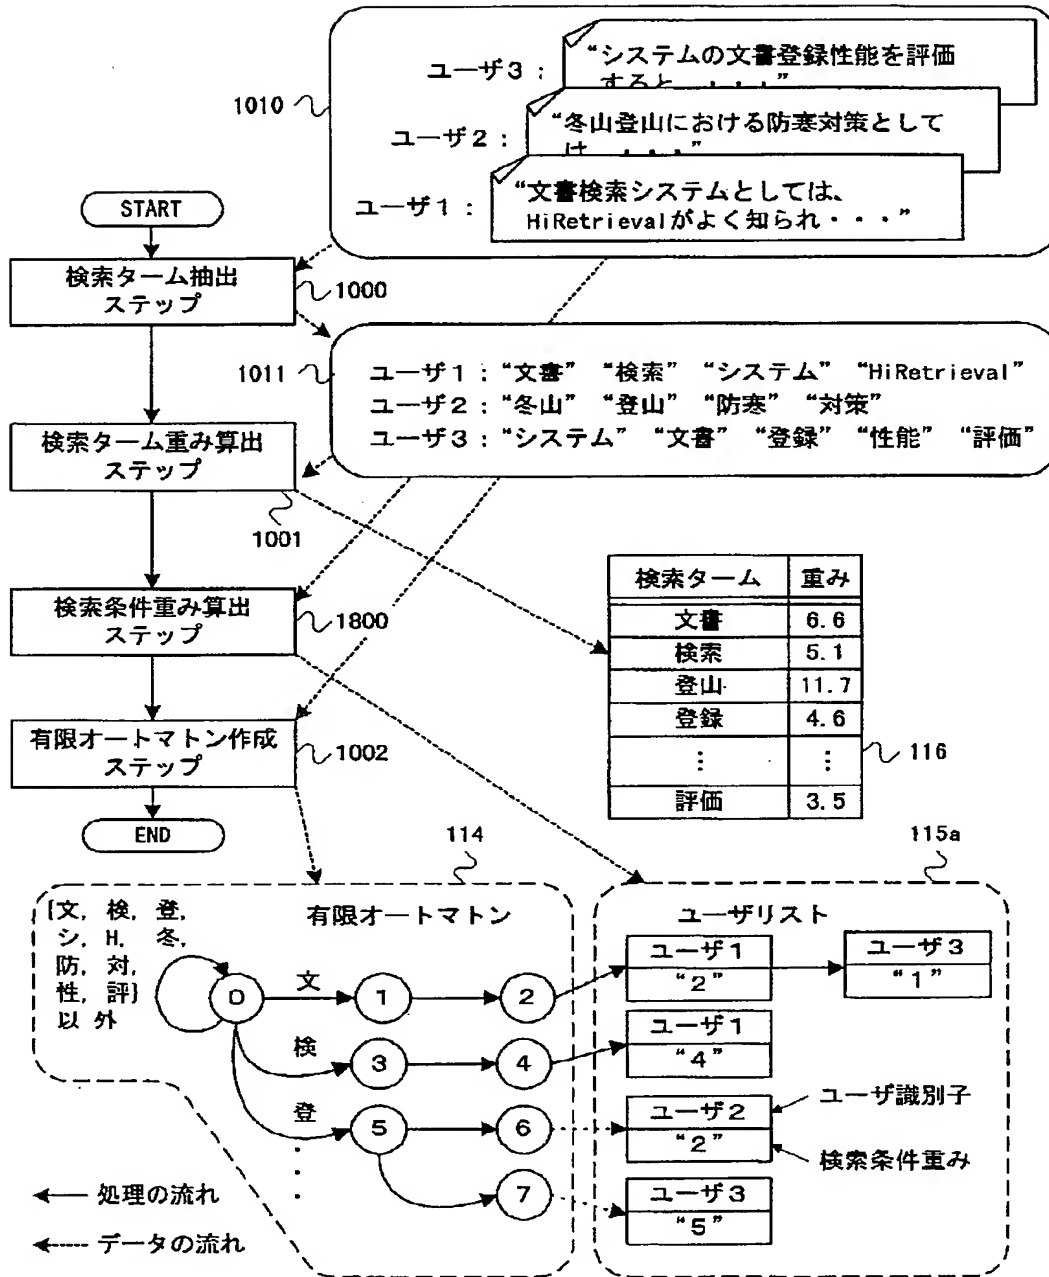 ユーザ3：
“システムの文書登録性能を評価
すると ・・・・”
1010
ユーザ2：
“冬山登山における防寒対策として
は ・・・・”
ユーザ1：
“文書検索システムとしては、
HiRetrievalがよく知られ・・・”
START
検索ターム抽出
ステップ
1000
1011
ユーザ1：“文書” “検索” “システム” “HiRetrieval”
ユーザ2：“冬山” “登山” “防寒” “対策”
ユーザ3：“システム” “文書” “登録” “性能” “評価”
検索ターム重み算出
ステップ
1001
検索条件重み算出
ステップ
1800
検索ターム 重み
文書 6.6
検索 5.1
登山 11.7
登録 4.6
⋮ ⋮
評価 3.5
116
有限オートマトン作成
ステップ
1002
END
114
115a
{文, 検, 登,
シ, H, 冬,
防, 対,
性, 評}
以外
有限オートマトン
0 文 1 2
検 3 4
登 5 6
7
・
・
・
ユーザリスト
ユーザ1
“2”
ユーザ3
“1”
ユーザ1
“4”
ユーザ2
“2”
ユーザ識別子
検索条件重み
ユーザ3
“5”
処理の流れ
データの流れ